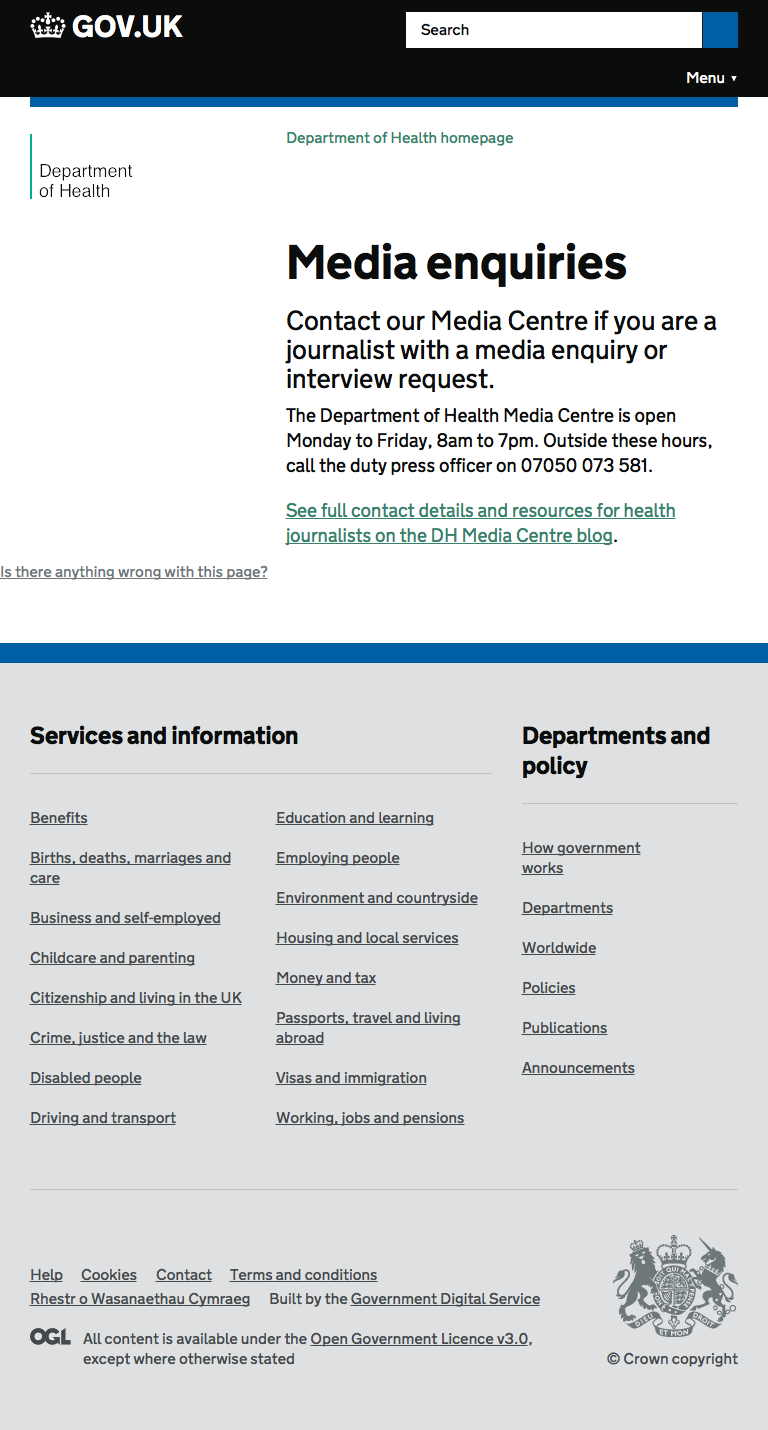 GOV.UK
Search
Menu ▼
Department
of Health
Department of Health homepage
Media enquiries
Contact our Media Centre if you are a
journalist with a media enquiry or
interview request.
The Department of Health Media Centre is open
Monday to Friday, 8am to 7pm. Outside these hours,
call the duty press officer on 07050 073 581.
See full contact details and resources for health
journalists on the DH Media Centre blog.
Is there anything wrong with this page?
Services and information
Benefits
Births, deaths, marriages and
care
Business and self-employed
Childcare and parenting
Citizenship and living in the UK
Crime, justice and the law
Disabled people
Driving and transport
Education and learning
Employing people
Environment and countryside
Housing and local services
Money and tax
Passports, travel and living
abroad
Visas and immigration
Working, jobs and pensions
Departments and
policy
How government
works
Departments
Worldwide
Policies
Publications
Announcements
Help Cookies Contact Terms and conditions
Rhestr o Wasanaethau Cymraeg Built by the Government Digital Service
OGL All content is available under the Open Government Licence v3.0,
except where otherwise stated
DIEU ET MON DROIT
© Crown copyright